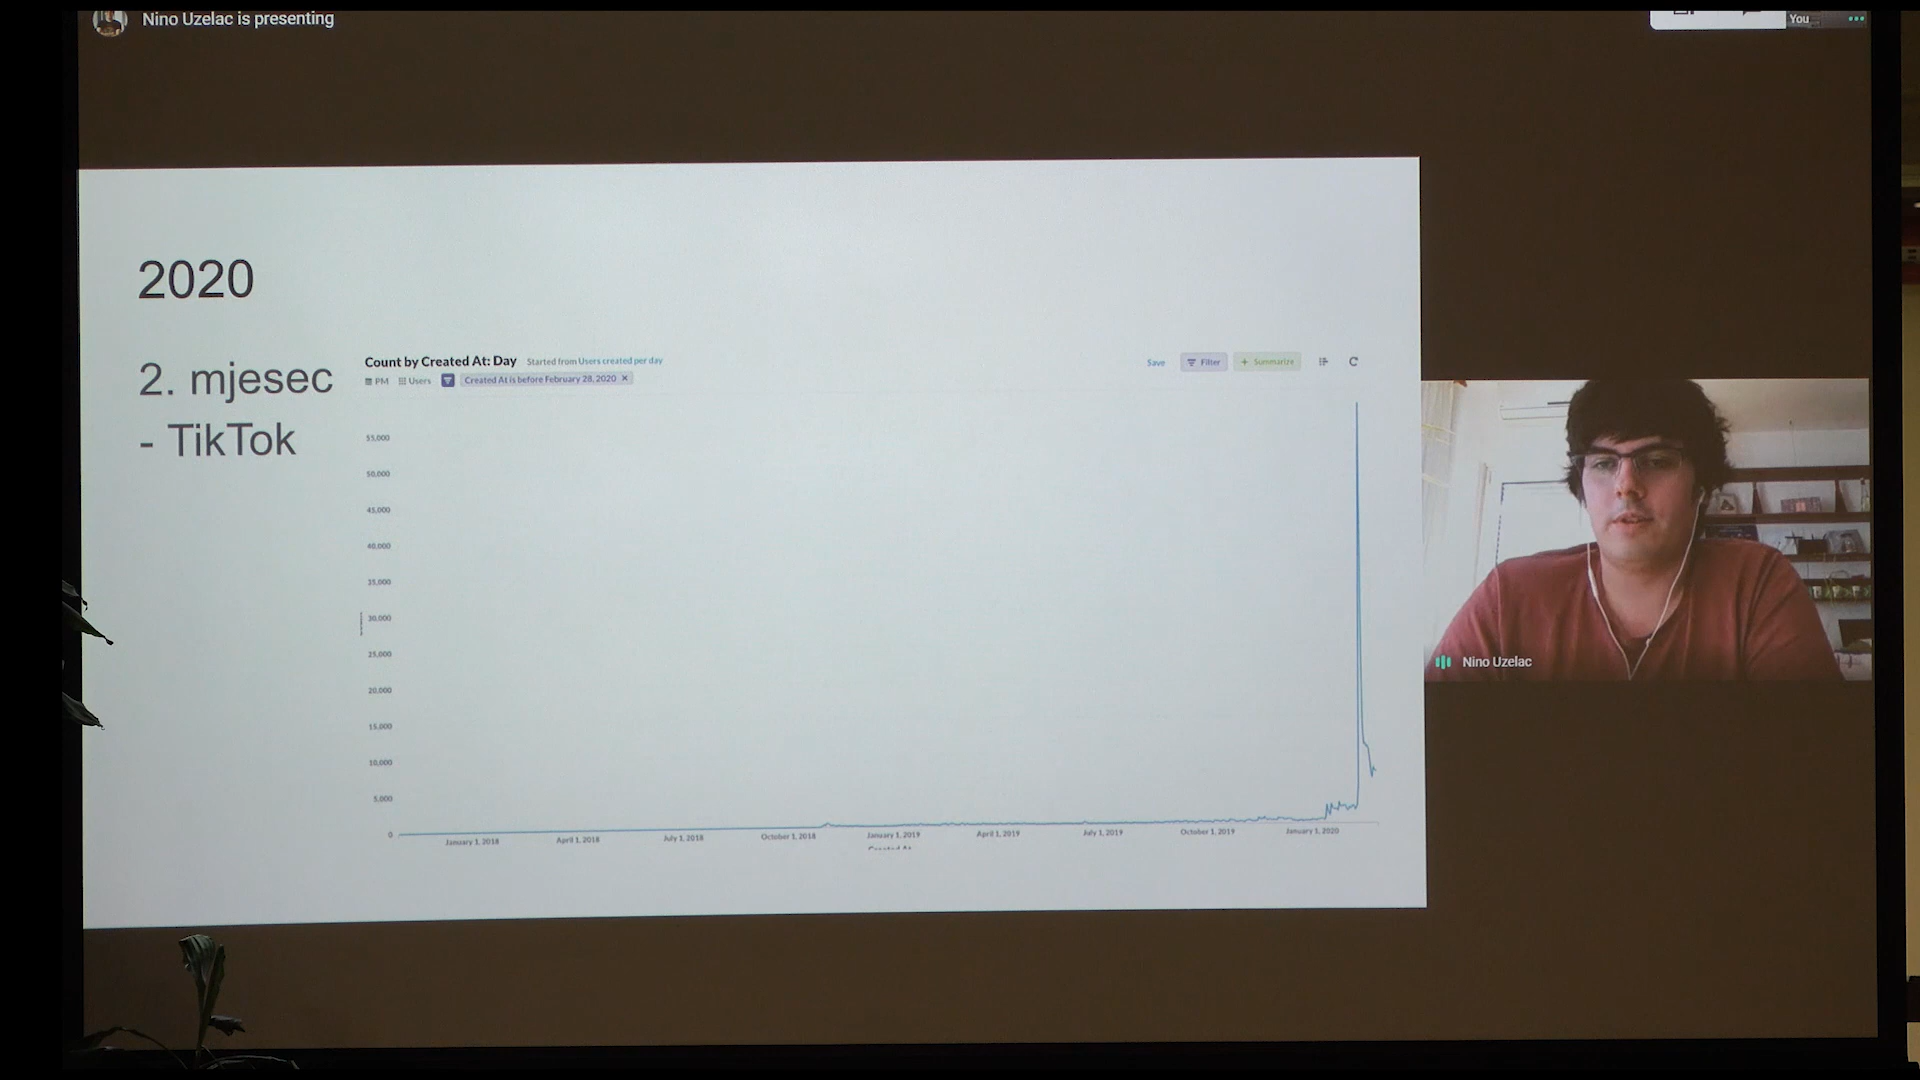 Nino Uzelac is presenting
You
2020
2. mjesec
- TikTok
Count by Created At: Day Started from Users created per day
Save Filter + Summarize
PM Users Created At is before February 28, 2020 ×
55,000
50,000
45,000
40,000
35,000
30,000
25,000
20,000
15,000
10,000
5,000
0
January 1, 2018 April 1, 2018 July 1, 2018 October 1, 2018 January 1, 2019 April 1, 2019 July 1, 2019 October 1, 2019 January 1, 2020
Nino Uzelac